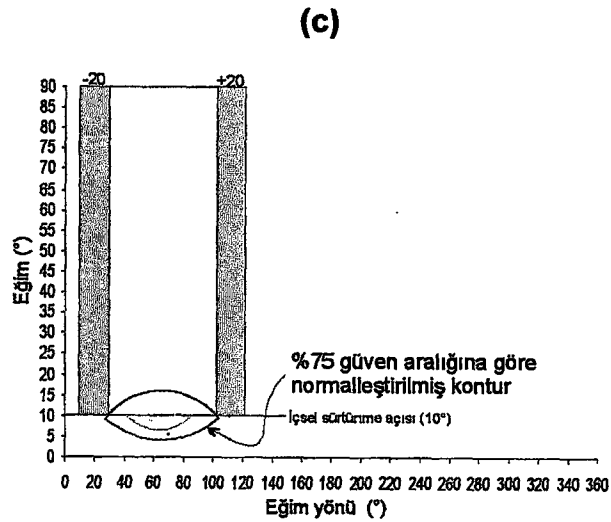 (c)
-20 +20
90
85
80
75
70
65
60
55
50
45
40
35
30
25
20
15
10
5
0
Eğim (°)
%75 güven aralığına göre
normalleştirilmiş kontur
İçsel sürtünme açısı (10°)
0 20 40 60 80 100 120 140 160 180 200 220 240 260 280 300 320 340 360
Eğim yönü (°)